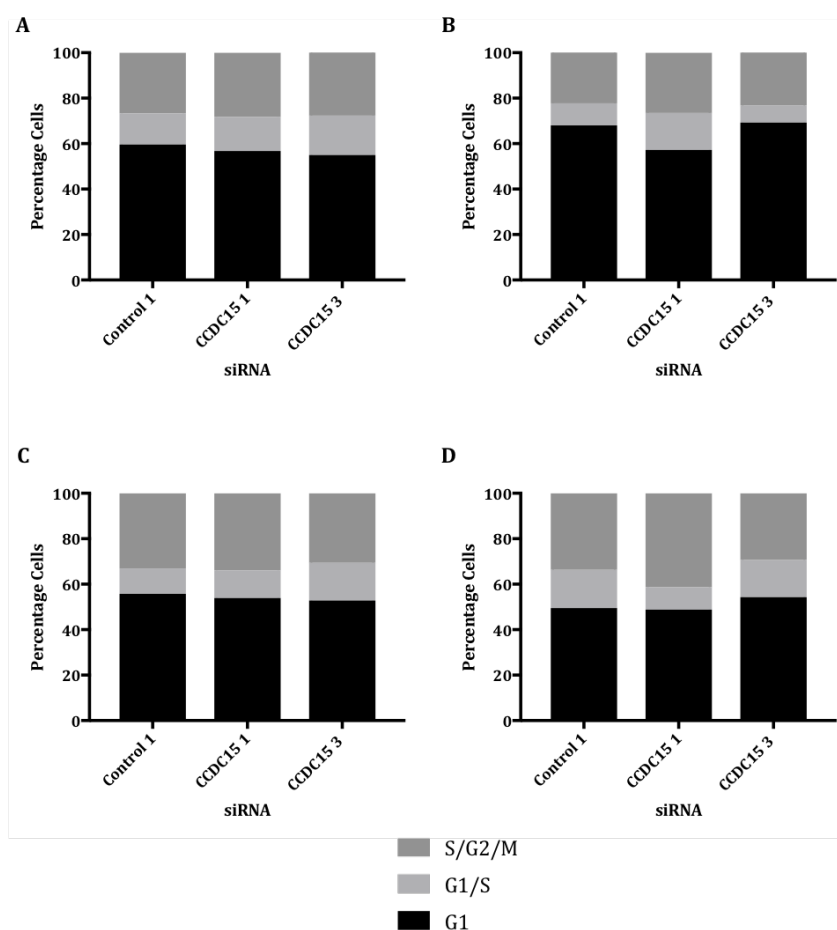 A
Percentage Cells
100
80
60
40
20
0
Control 1
CCDC15 1
CCDC15 3
siRNA
B
Percentage Cells
100
80
60
40
20
0
Control 1
CCDC15 1
CCDC15 3
siRNA
C
Percentage Cells
100
80
60
40
20
0
Control 1
CCDC15 1
CCDC15 3
siRNA
D
Percentage Cells
100
80
60
40
20
0
Control 1
CCDC15 1
CCDC15 3
siRNA
S/G2/M
G1/S
G1